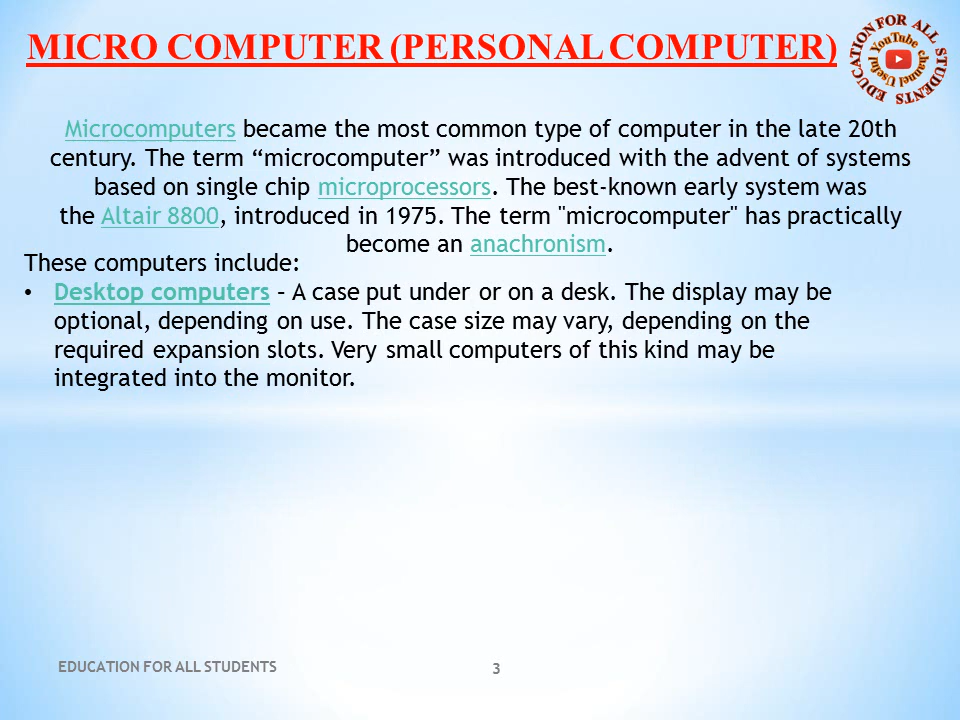 MICRO COMPUTER (PERSONAL COMPUTER)
EDUCATION FOR ALL STUDENTS
YouTube channel Useful
Microcomputers became the most common type of computer in the late 20th
century. The term “microcomputer” was introduced with the advent of systems
based on single chip microprocessors. The best-known early system was
the Altair 8800, introduced in 1975. The term "microcomputer" has practically
become an anachronism.
These computers include:
• Desktop computers – A case put under or on a desk. The display may be
optional, depending on use. The case size may vary, depending on the
required expansion slots. Very small computers of this kind may be
integrated into the monitor.
EDUCATION FOR ALL STUDENTS
3